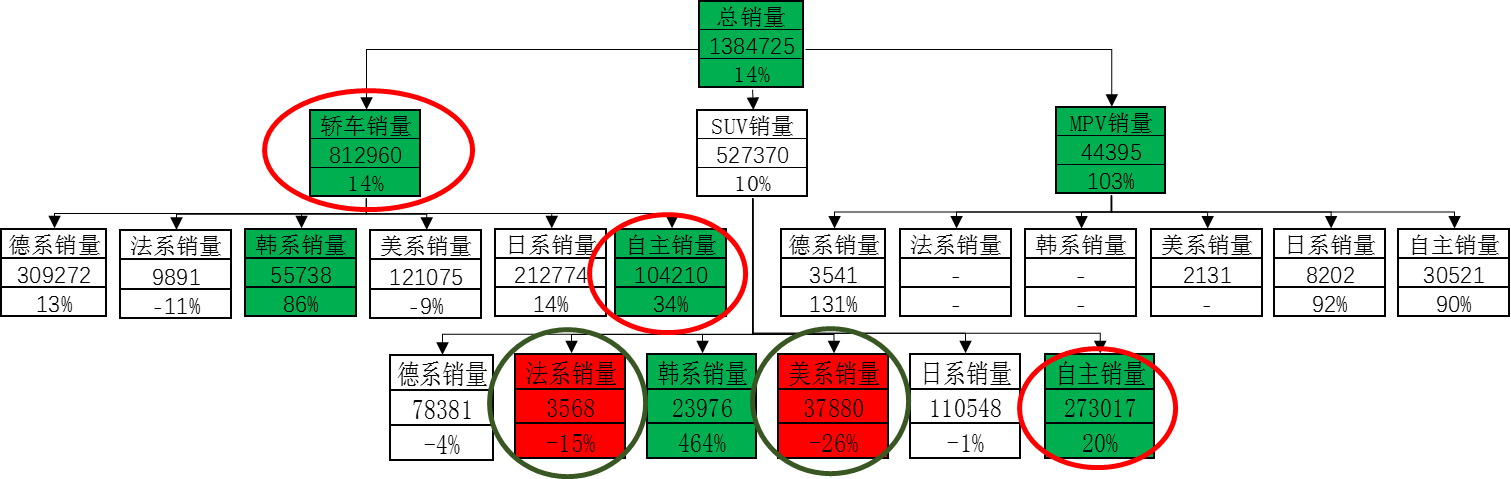 总销量
1384725
14%
轿车销量
812960
14%
SUV销量
527370
10%
MPV销量
44395
103%
德系销量
309272
13%
法系销量
9891
-11%
韩系销量
55738
86%
美系销量
121075
-9%
日系销量
212774
14%
自主销量
104210
34%
德系销量
3541
131%
法系销量
-
-
韩系销量
-
-
美系销量
2131
-
日系销量
8202
92%
自主销量
30521
90%
德系销量
78381
-4%
法系销量
3568
-15%
韩系销量
23976
464%
美系销量
37880
-26%
日系销量
110548
-1%
自主销量
273017
20%